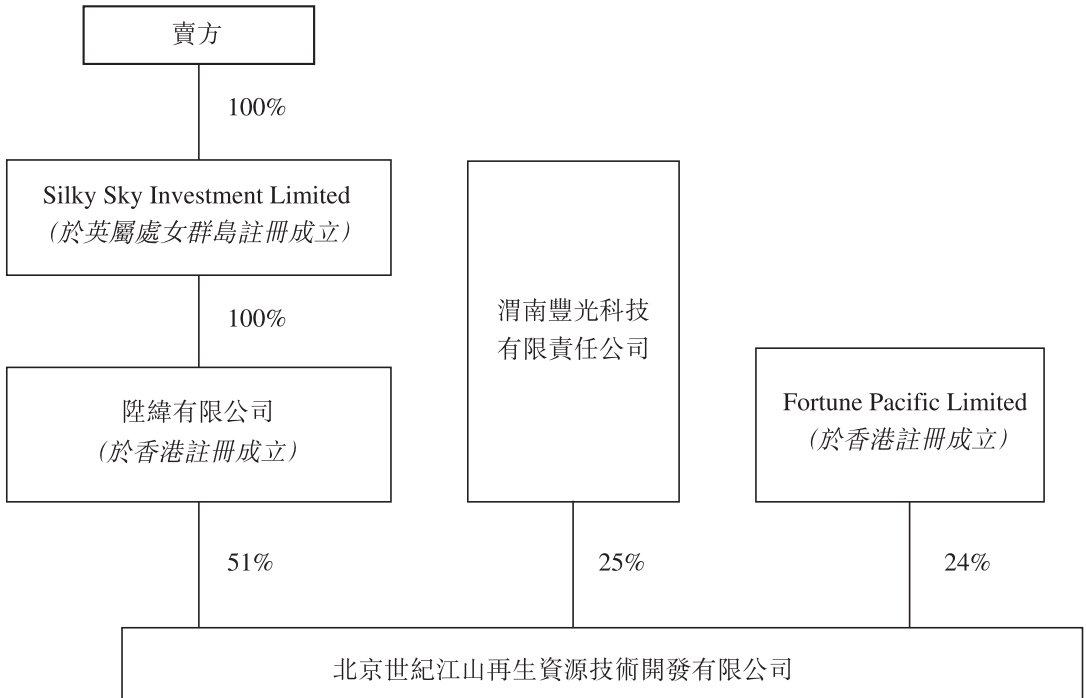 賣方
100%
Silky Sky Investment Limited
(於英屬處女群島註冊成立)
100%
陞緯有限公司
(於香港註冊成立)
渭南豐光科技
有限責任公司
Fortune Pacific Limited
(於香港註冊成立)
51%
25%
24%
北京世紀江山再生資源技術開發有限公司